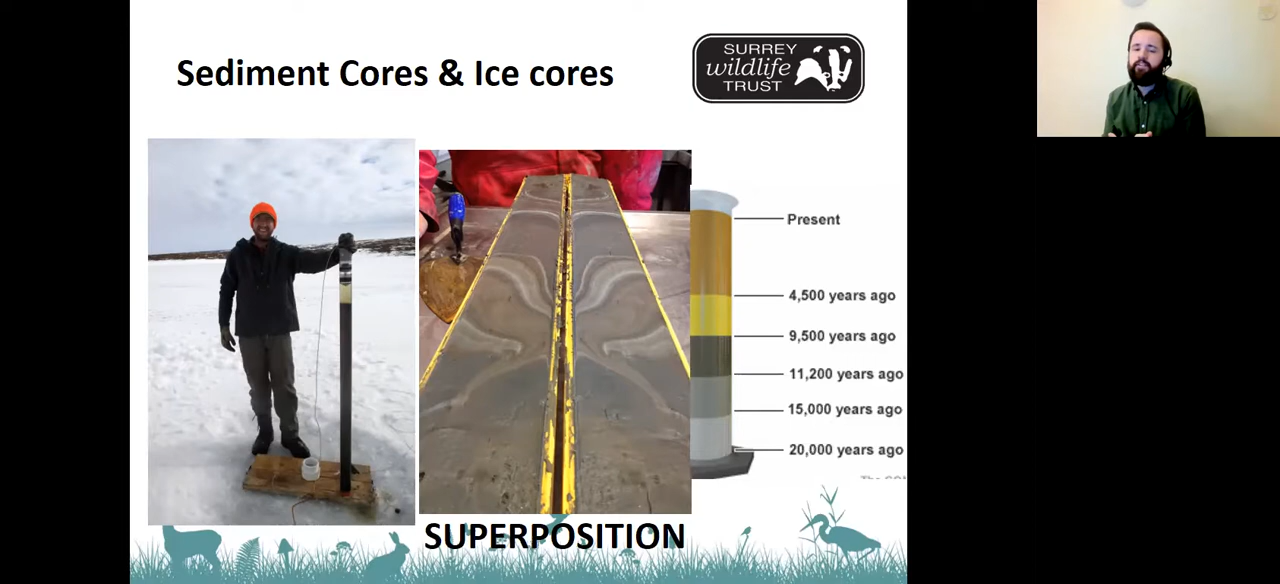 Sediment Cores & Ice cores
SURREY
wildlife
TRUST
Present
4,500 years ago
9,500 years ago
11,200 years ago
15,000 years ago
20,000 years ago
SUPERPOSITION